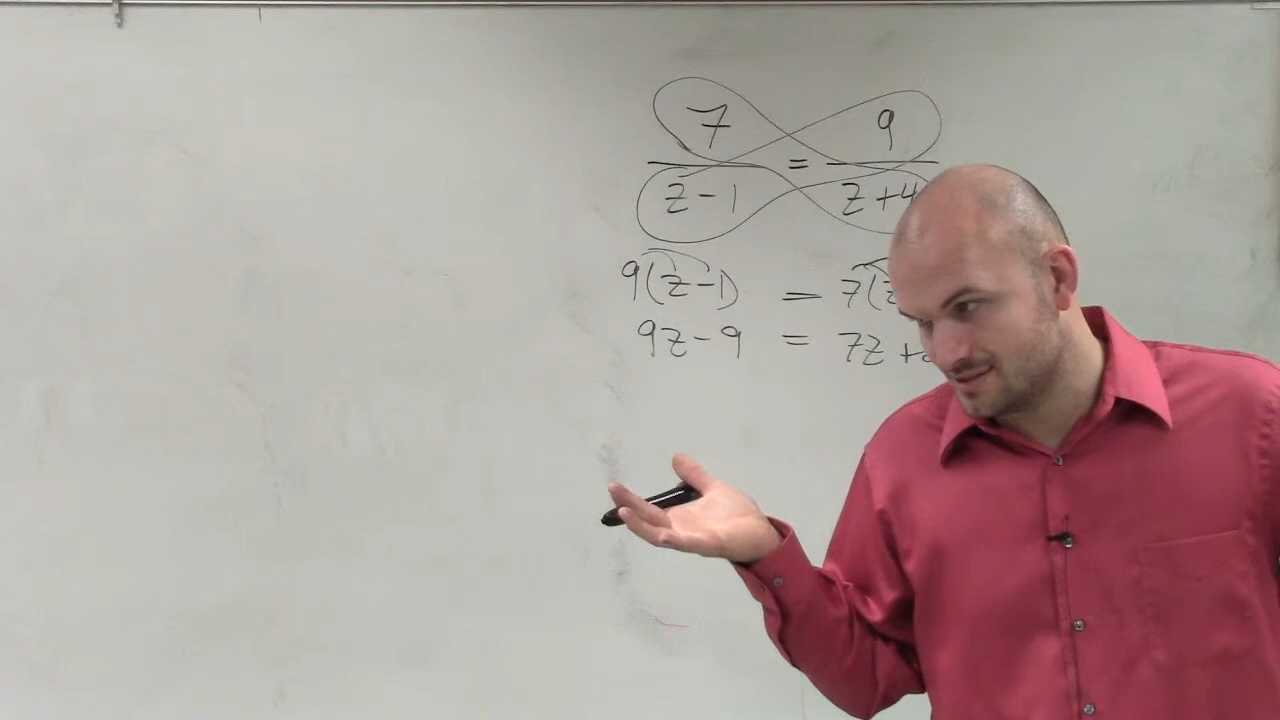 7 9
z-1 = z+4
9(z-1) = 7(z
9z-9 = 7z+